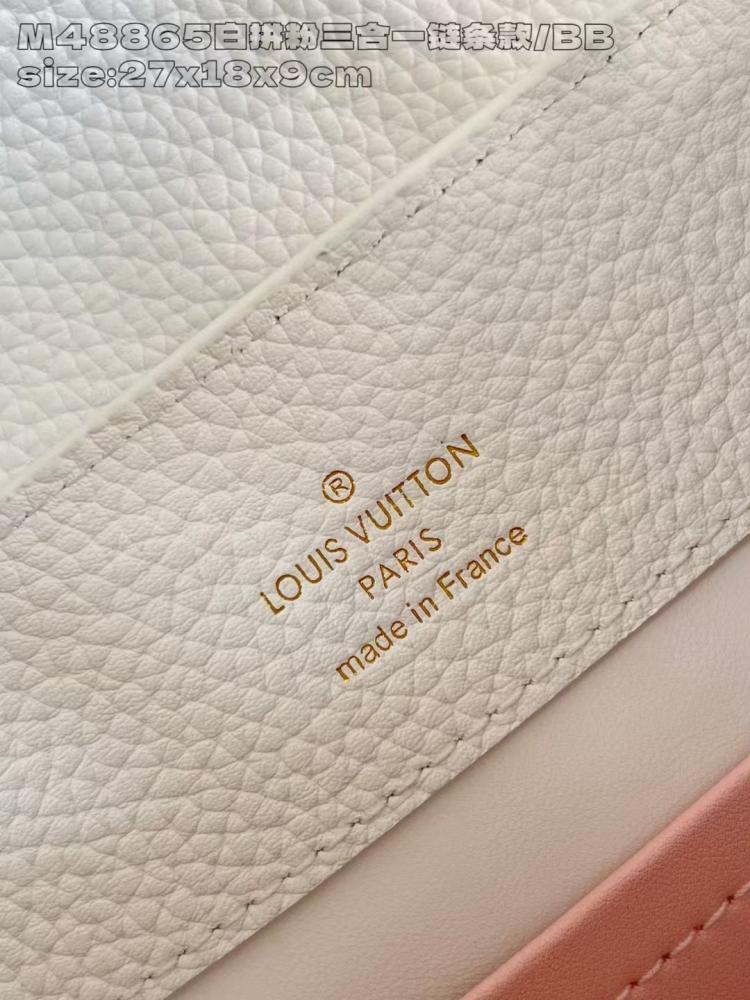 M48865白拼粉三合一链条款/BB
size:27x18x9cm
®
LOUIS VUITTON
PARIS
made in France